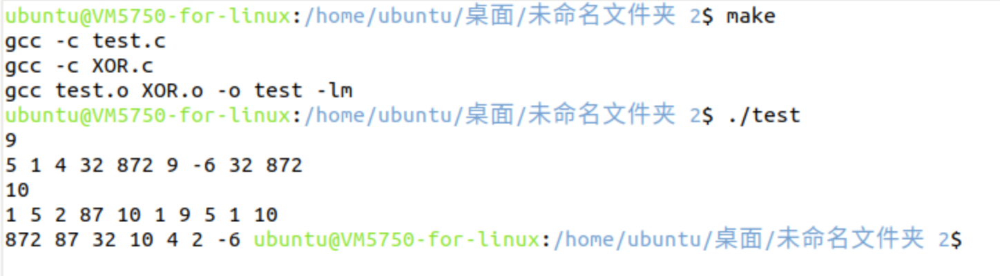 ubuntu@VM5750-for-linux:/home/ubuntu/桌面/未命名文件夹 2$ make
gcc -c test.c
gcc -c XOR.c
gcc test.o XOR.o -o test -lm
ubuntu@VM5750-for-linux:/home/ubuntu/桌面/未命名文件夹 2$ ./test
9
5 1 4 32 872 9 -6 32 872
10
1 5 2 87 10 1 9 5 1 10
872 87 32 10 4 2 -6 ubuntu@VM5750-for-linux:/home/ubuntu/桌面/未命名文件夹 2$